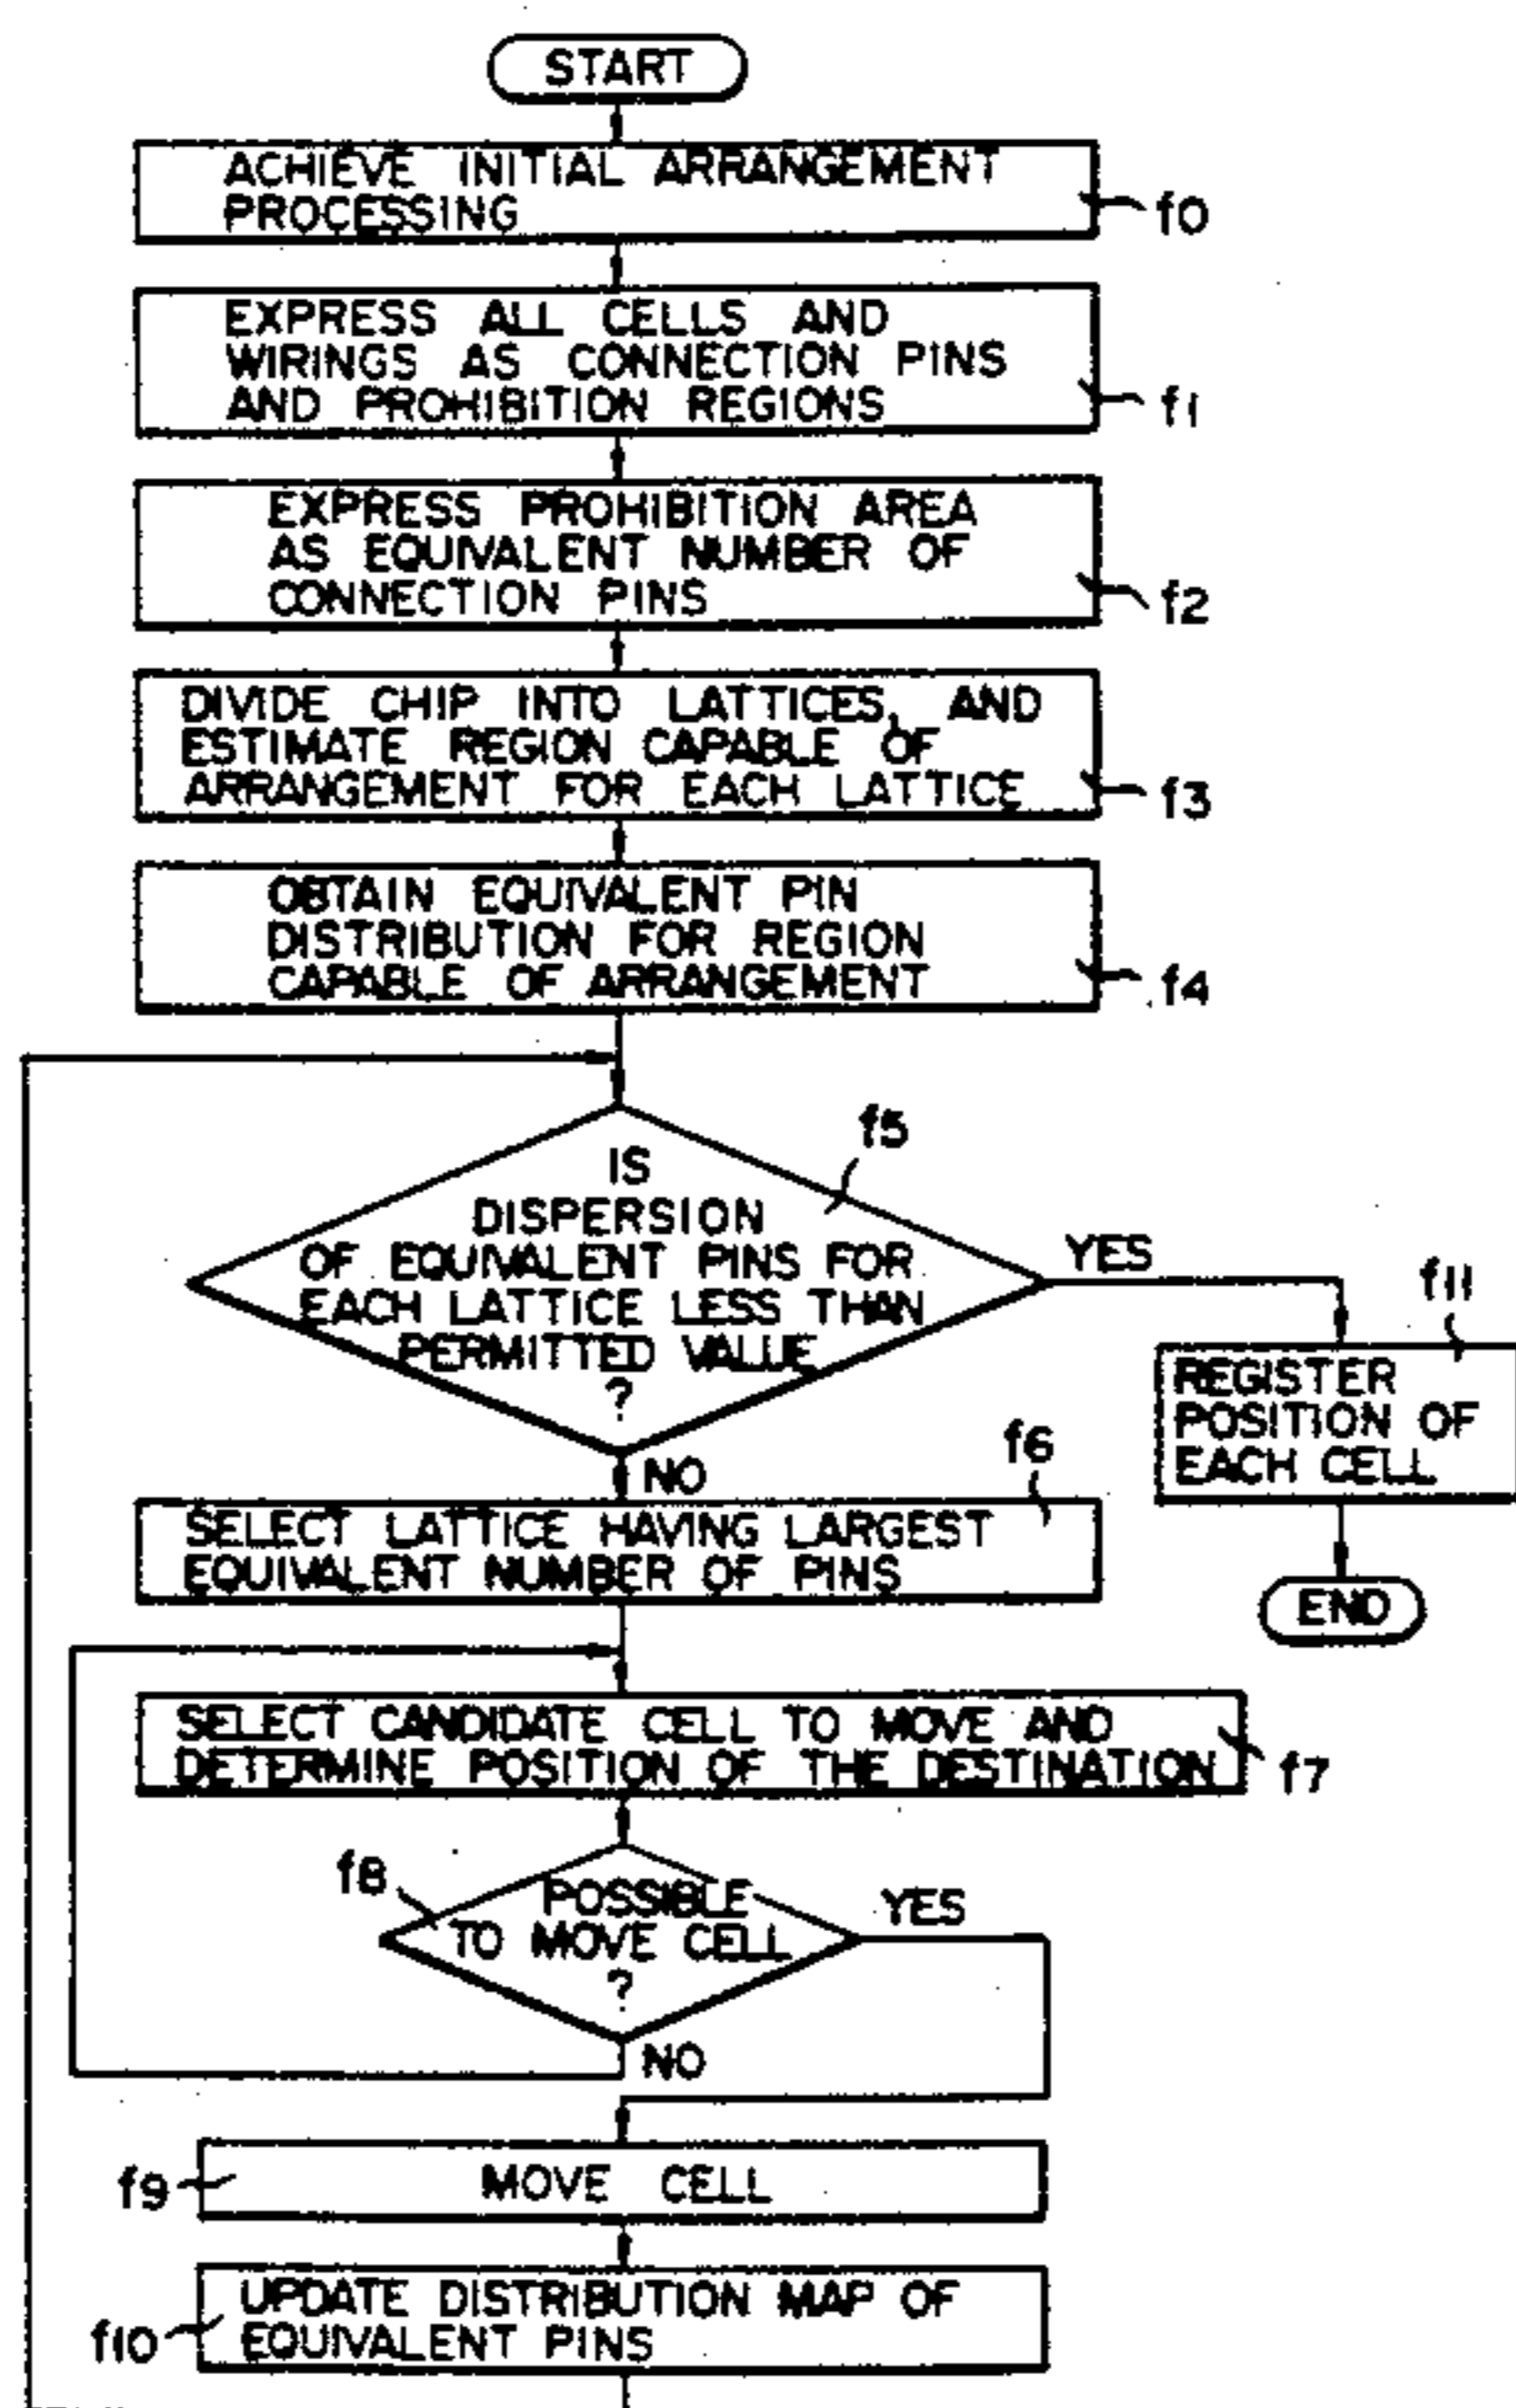 START
ACHIEVE INITIAL ARRANGEMENT
PROCESSING
f0
EXPRESS ALL CELLS AND
WIRINGS AS CONNECTION PINS
AND PROHIBITION REGIONS
f1
EXPRESS PROHIBITION AREA
AS EQUIVALENT NUMBER OF
CONNECTION PINS
f2
DIVIDE CHIP INTO LATTICES, AND
ESTIMATE REGION CAPABLE OF
ARRANGEMENT FOR EACH LATTICE
f3
OBTAIN EQUIVALENT PIN
DISTRIBUTION FOR REGION
CAPABLE OF ARRANGEMENT
f4
f5
IS
DISPERSION
OF EQUIVALENT PINS FOR
EACH LATTICE LESS THAN
PERMITTED VALUE
?
YES
f11
REGISTER
POSITION OF
EACH CELL
END
NO
f6
SELECT LATTICE HAVING LARGEST
EQUIVALENT NUMBER OF PINS
SELECT CANDIDATE CELL TO MOVE AND
DETERMINE POSITION OF THE DESTINATION
f7
f8
POSSIBLE
TO MOVE CELL
?
YES
NO
f9
MOVE CELL
f10
UPDATE DISTRIBUTION MAP OF
EQUIVALENT PINS